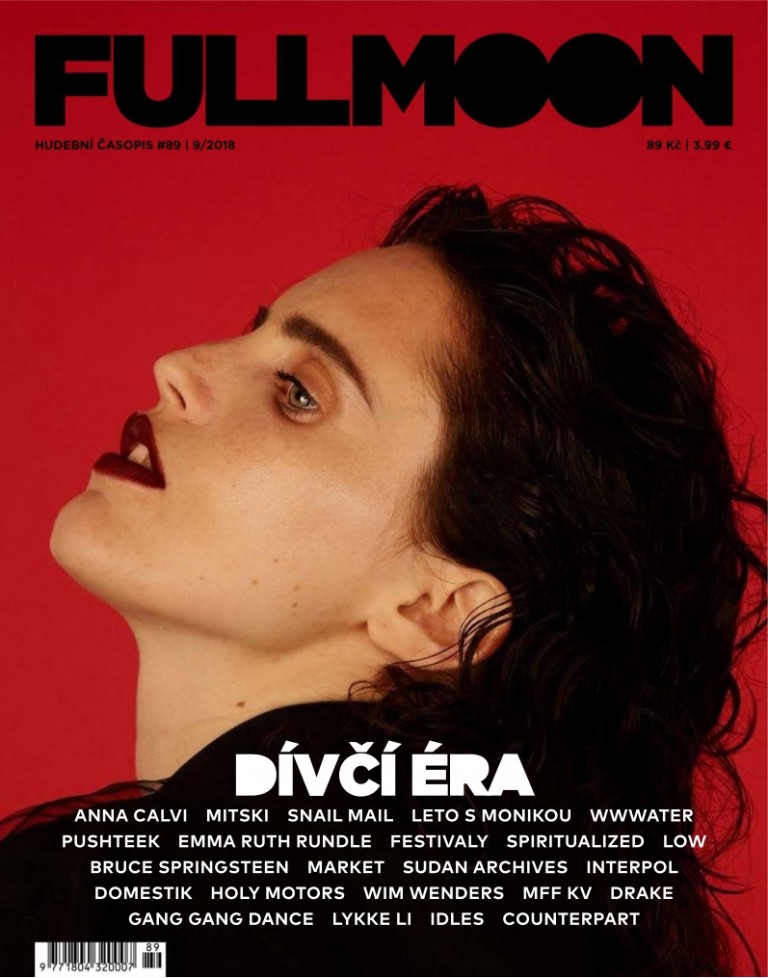 FULLMOON
HUDEBNÍ ČASOPIS #89 | 9/2018
89 Kč | 3.99 €
DÍVČÍ ÉRA
ANNA CALVI MITSKI SNAIL MAIL LETO S MONIKOU WWWATER
PUSHTEEK EMMA RUTH RUNDLE FESTIVALY SPIRITUALIZED LOW
BRUCE SPRINGSTEEN MARKET SUDAN ARCHIVES INTERPOL
DOMESTIK HOLY MOTORS WIM WENDERS MFF KV DRAKE
GANG GANG DANCE LYKKE LI IDLES COUNTERPART
89
9 771804 320007